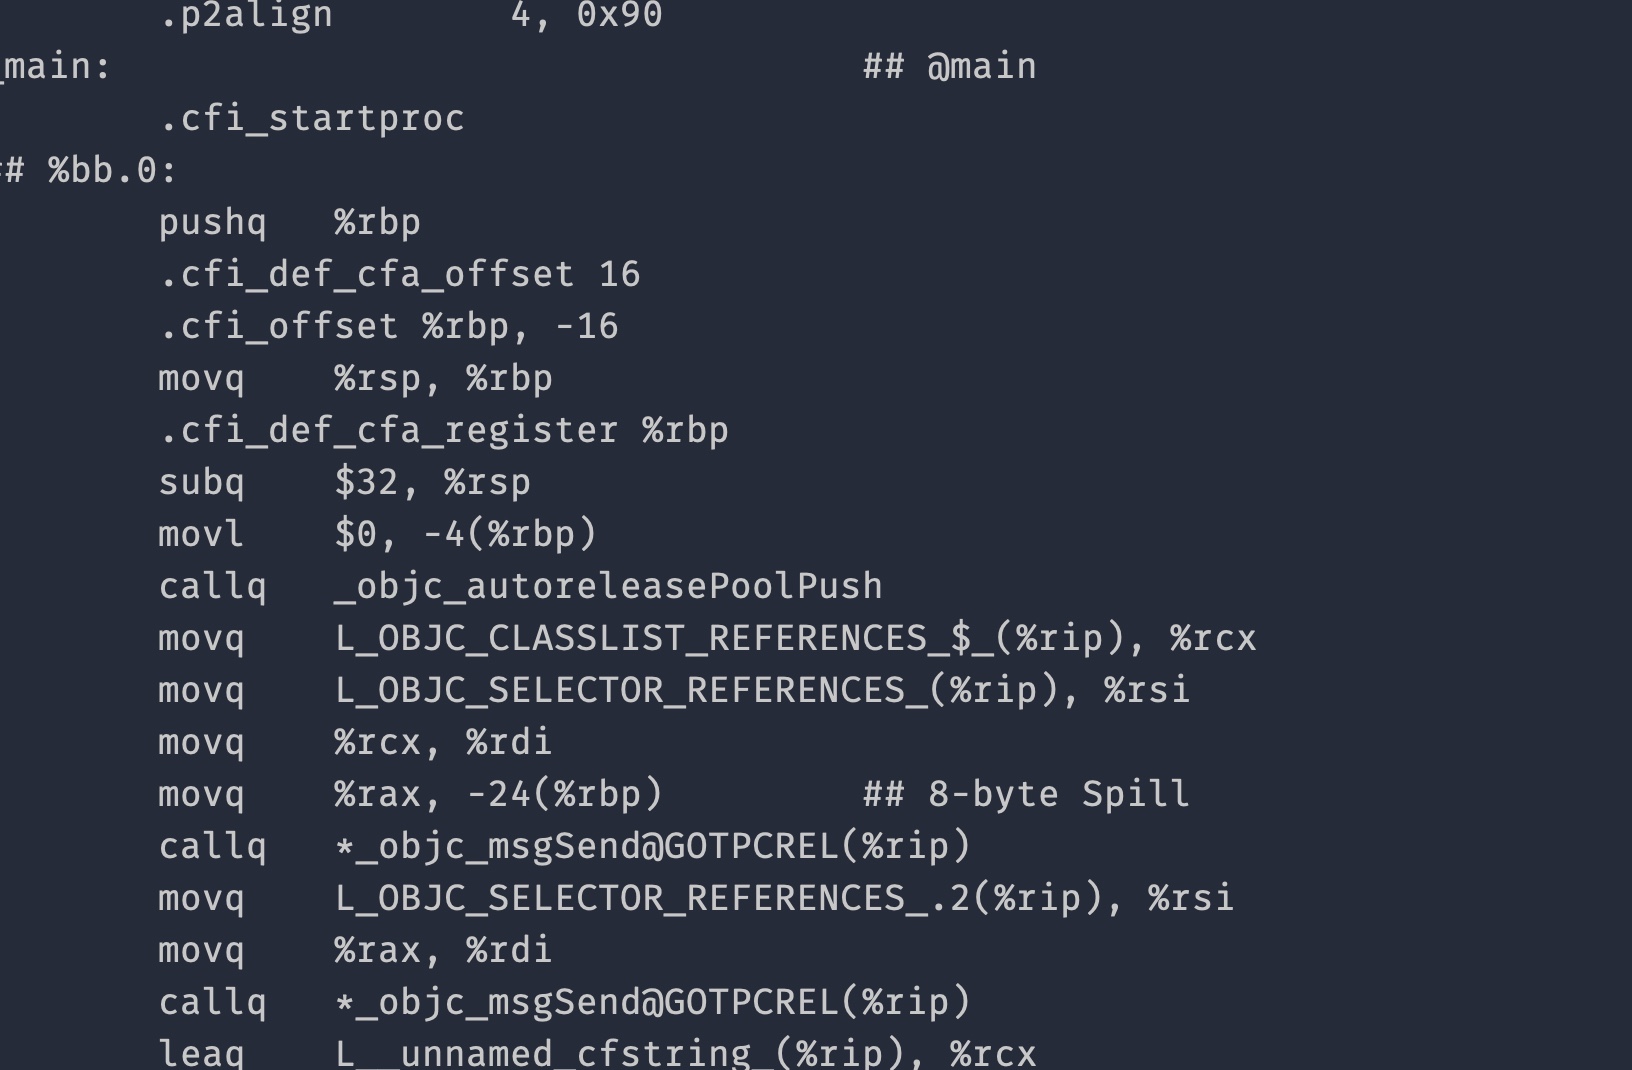 .p2align 4, 0x90
_main: ## @main
.cfi_startproc
## %bb.0:
pushq %rbp
.cfi_def_cfa_offset 16
.cfi_offset %rbp, -16
movq %rsp, %rbp
.cfi_def_cfa_register %rbp
subq $32, %rsp
movl $0, -4(%rbp)
callq _objc_autoreleasePoolPush
movq L_OBJC_CLASSLIST_REFERENCES_$_(%rip), %rcx
movq L_OBJC_SELECTOR_REFERENCES_(%rip), %rsi
movq %rcx, %rdi
movq %rax, -24(%rbp) ## 8-byte Spill
callq *_objc_msgSend@GOTPCREL(%rip)
movq L_OBJC_SELECTOR_REFERENCES_.2(%rip), %rsi
movq %rax, %rdi
callq *_objc_msgSend@GOTPCREL(%rip)
leaq L__unnamed_cfstring_(%rip), %rcx